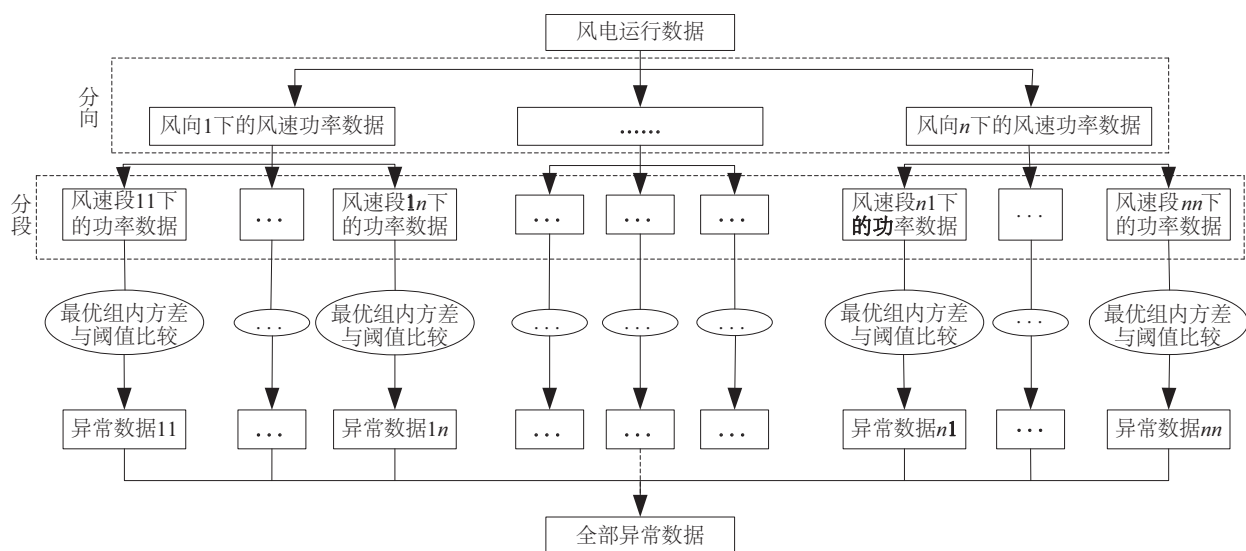 风电运行数据
分向
风向1下的风速功率数据
……
风向n下的风速功率数据
分段
风速段11下
的功率数据
…
风速段1n下
的功率数据
…
…
…
风速段n1下
的功率数据
…
风速段nn下
的功率数据
最优组内方差
与阈值比较
…
最优组内方差
与阈值比较
…
…
…
最优组内方差
与阈值比较
…
最优组内方差
与阈值比较
异常数据11
…
异常数据1n
…
…
…
异常数据n1
…
异常数据nn
全部异常数据